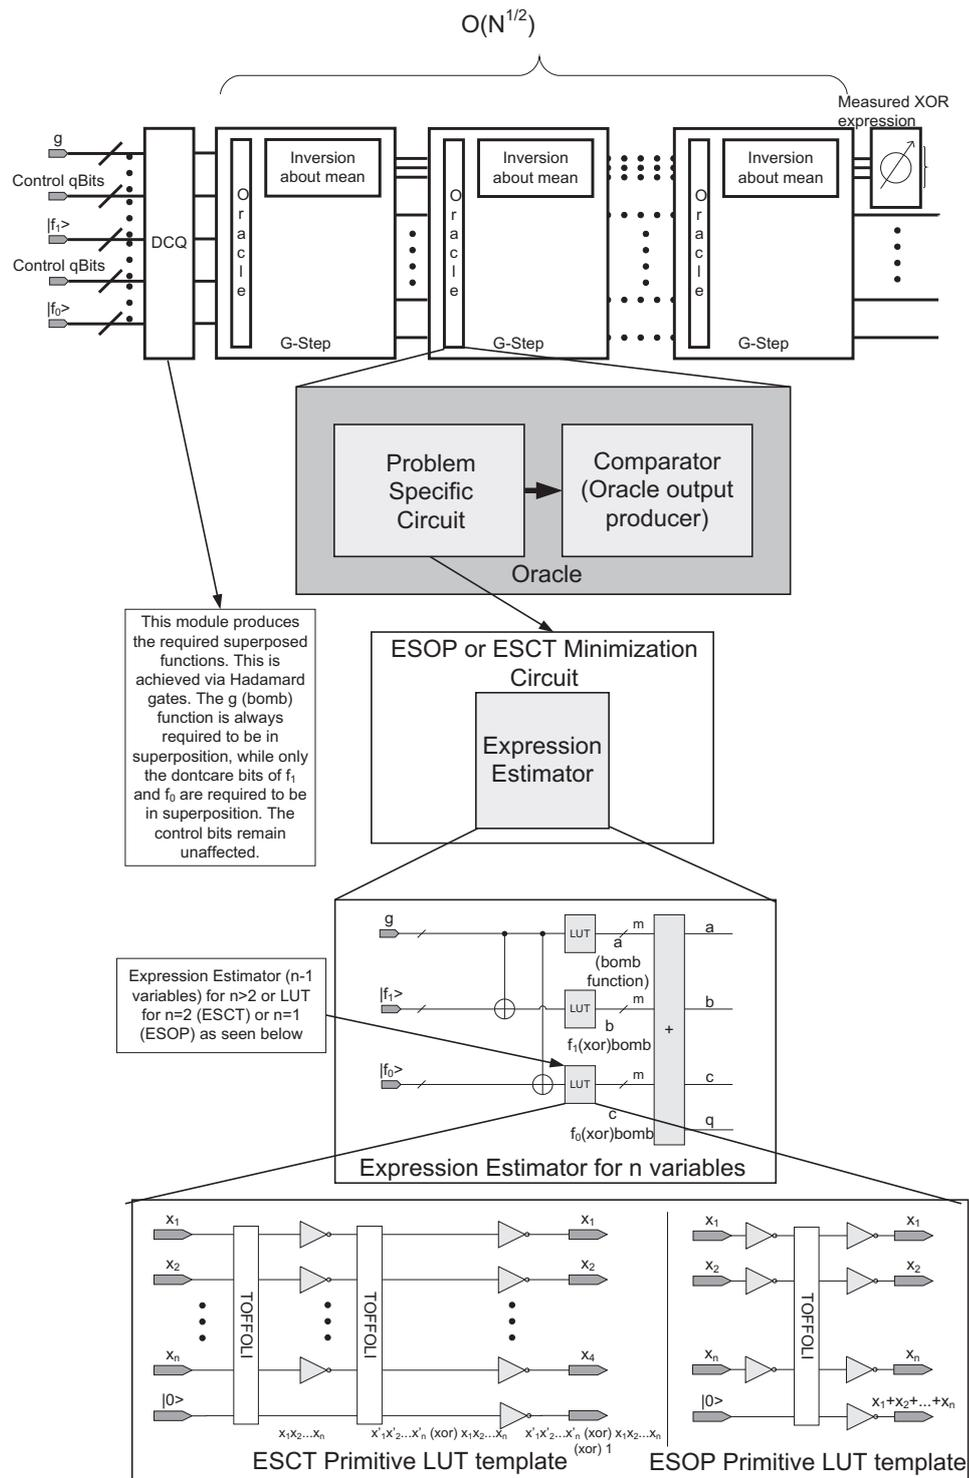 O(N1/2)
Measured XOR
expression
g
Control qBits
|f1>
Control qBits
|f0>
DCQ
Oracle
Inversion
about mean
G-Step
Oracle
Inversion
about mean
G-Step
Oracle
Inversion
about mean
G-Step
Problem
Specific
Circuit
Comparator
(Oracle output
producer)
Oracle
This module produces
the required superposed
functions. This is
achieved via Hadamard
gates. The g (bomb)
function is always
required to be in
superposition, while only
the dontcare bits of f1
and f0 are required to be
in superposition. The
control bits remain
unaffected.
ESOP or ESCT Minimization
Circuit
Expression
Estimator
Expression Estimator (n-1
variables) for n>2 or LUT
for n=2 (ESCT) or n=1
(ESOP) as seen below
g
LUT
m
a
(bomb
function)
a
|f1>
LUT
m
b
f1(xor)bomb
b
+
|f0>
LUT
m
c
f0(xor)bomb
c
q
Expression Estimator for n variables
x1
x2
xn
|0>
TOFFOLI
TOFFOLI
x1
x2
x4
x1x2...xn
x'1x'2...x'n (xor) x1x2...xn
x'1x'2...x'n (xor) x1x2...xn
(xor) 1
ESCT Primitive LUT template
x1
x2
xn
|0>
TOFFOLI
x1
x2
xn
x1+x2+...+xn
ESOP Primitive LUT template